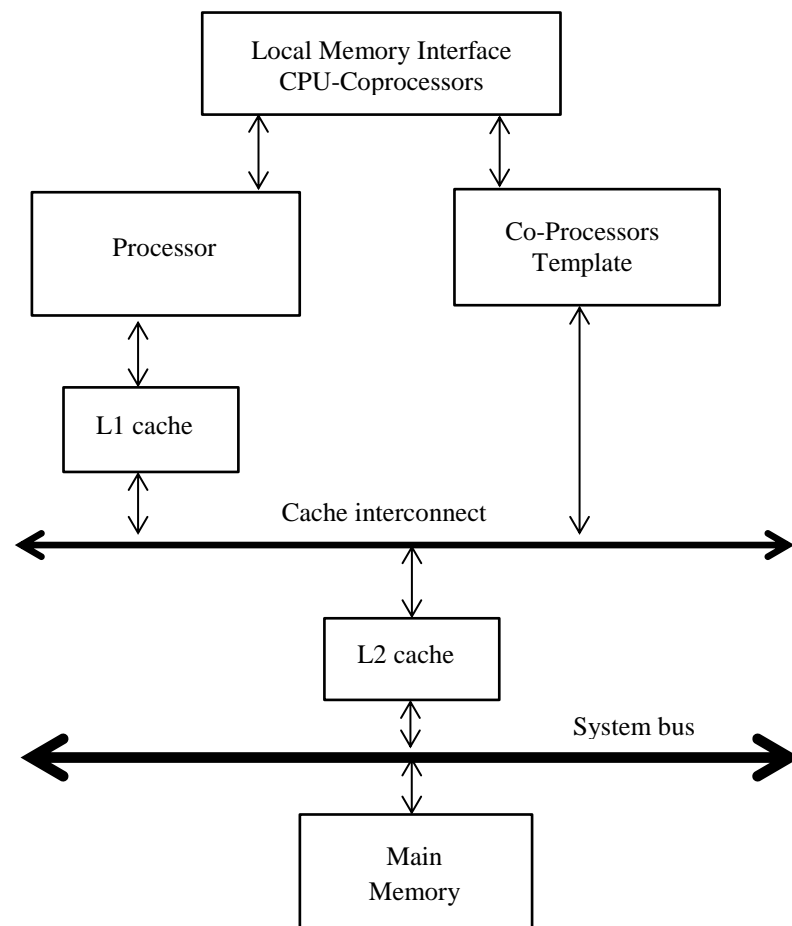 Local Memory Interface
CPU-Coprocessors
Processor
Co-Processors
Template
L1 cache
Cache interconnect
L2 cache
System bus
Main
Memory